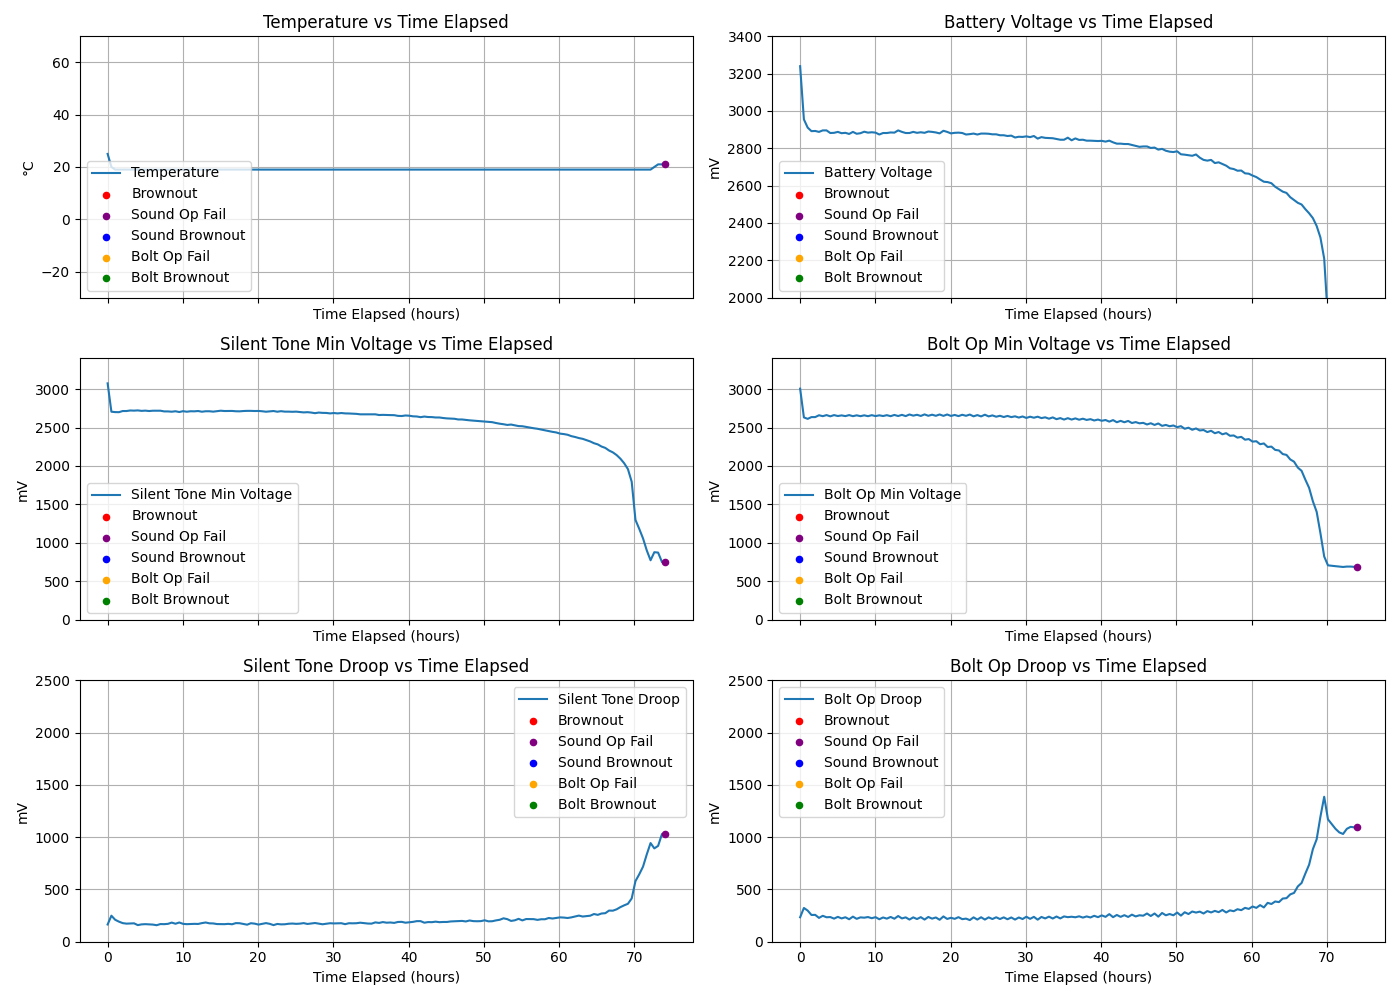 Temperature vs Time Elapsed
°C
60
40
20
0
−20
Temperature
Brownout
Sound Op Fail
Sound Brownout
Bolt Op Fail
Bolt Brownout
Time Elapsed (hours)
Battery Voltage vs Time Elapsed
mV
3400
3200
3000
2800
2600
2400
2200
2000
Battery Voltage
Brownout
Sound Op Fail
Sound Brownout
Bolt Op Fail
Bolt Brownout
Time Elapsed (hours)
Silent Tone Min Voltage vs Time Elapsed
mV
3000
2500
2000
1500
1000
500
0
Silent Tone Min Voltage
Brownout
Sound Op Fail
Sound Brownout
Bolt Op Fail
Bolt Brownout
Time Elapsed (hours)
Bolt Op Min Voltage vs Time Elapsed
mV
3000
2500
2000
1500
1000
500
0
Bolt Op Min Voltage
Brownout
Sound Op Fail
Sound Brownout
Bolt Op Fail
Bolt Brownout
Time Elapsed (hours)
Silent Tone Droop vs Time Elapsed
mV
2500
2000
1500
1000
500
0
Silent Tone Droop
Brownout
Sound Op Fail
Sound Brownout
Bolt Op Fail
Bolt Brownout
0 10 20 30 40 50 60 70
Time Elapsed (hours)
Bolt Op Droop vs Time Elapsed
mV
2500
2000
1500
1000
500
0
Bolt Op Droop
Brownout
Sound Op Fail
Sound Brownout
Bolt Op Fail
Bolt Brownout
0 10 20 30 40 50 60 70
Time Elapsed (hours)